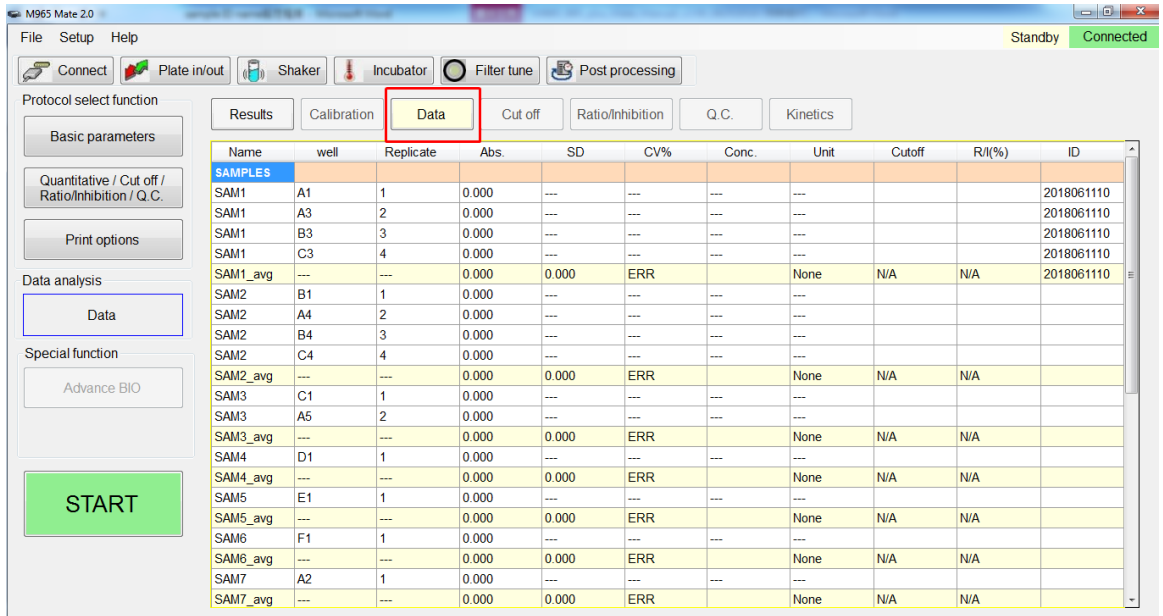 M965 Mate 2.0
File Setup Help Standby Connected
Connect Plate in/out Shaker Incubator Filter tune Post processing
Protocol select function
Basic parameters
Quantitative / Cut off /
Ratio/Inhibition / Q.C.
Print options
Data analysis
Data
Special function
Advance BIO
START
Results Calibration Data Cut off Ratio/Inhibition Q.C. Kinetics
Name well Replicate Abs. SD CV% Conc. Unit Cutoff R/I(%) ID
SAMPLES
SAM1 A1 1 0.000 --- --- --- --- 2018061110
SAM1 A3 2 0.000 --- --- --- --- 2018061110
SAM1 B3 3 0.000 --- --- --- --- 2018061110
SAM1 C3 4 0.000 --- --- --- --- 2018061110
SAM1_avg --- --- 0.000 0.000 ERR None N/A N/A 2018061110
SAM2 B1 1 0.000 --- --- --- ---
SAM2 A4 2 0.000 --- --- --- ---
SAM2 B4 3 0.000 --- --- --- ---
SAM2 C4 4 0.000 --- --- --- ---
SAM2_avg --- --- 0.000 0.000 ERR None N/A N/A
SAM3 C1 1 0.000 --- --- --- ---
SAM3 A5 2 0.000 --- --- --- ---
SAM3_avg --- --- 0.000 0.000 ERR None N/A N/A
SAM4 D1 1 0.000 --- --- --- ---
SAM4_avg --- --- 0.000 0.000 ERR None N/A N/A
SAM5 E1 1 0.000 --- --- --- ---
SAM5_avg --- --- 0.000 0.000 ERR None N/A N/A
SAM6 F1 1 0.000 --- --- --- ---
SAM6_avg --- --- 0.000 0.000 ERR None N/A N/A
SAM7 A2 1 0.000 --- --- --- ---
SAM7_avg --- --- 0.000 0.000 ERR None N/A N/A